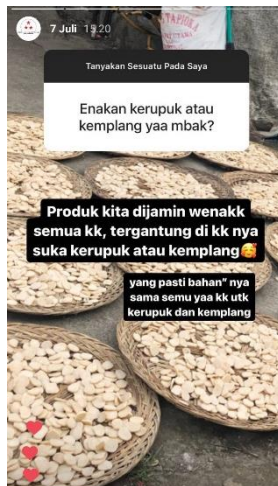 7 Juli 15.20
Tanyakan Sesuatu Pada Saya
Enakan kerupuk atau
kemplang yaa mbak?
Produk kita dijamin wenakk
semua kk, tergantung di kk nya
suka kerupuk atau kemplang🥰
yang pasti bahan" nya
sama semu yaa kk utk
kerupuk dan kemplang